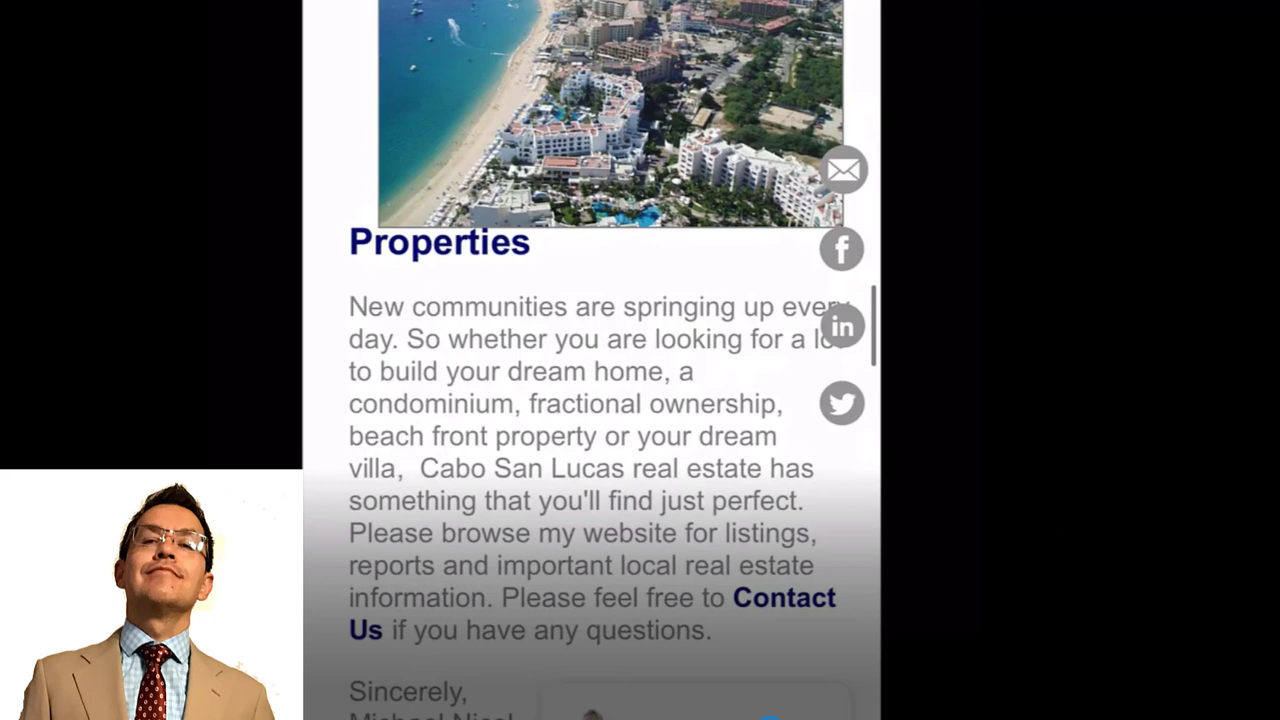 Properties
New communities are springing up every
day. So whether you are looking for a lot
to build your dream home, a
condominium, fractional ownership,
beach front property or your dream
villa,  Cabo San Lucas real estate has
something that you'll find just perfect.
Please browse my website for listings,
reports and important local real estate
information. Please feel free to Contact
Us if you have any questions.
Sincerely,
Michael Nicol